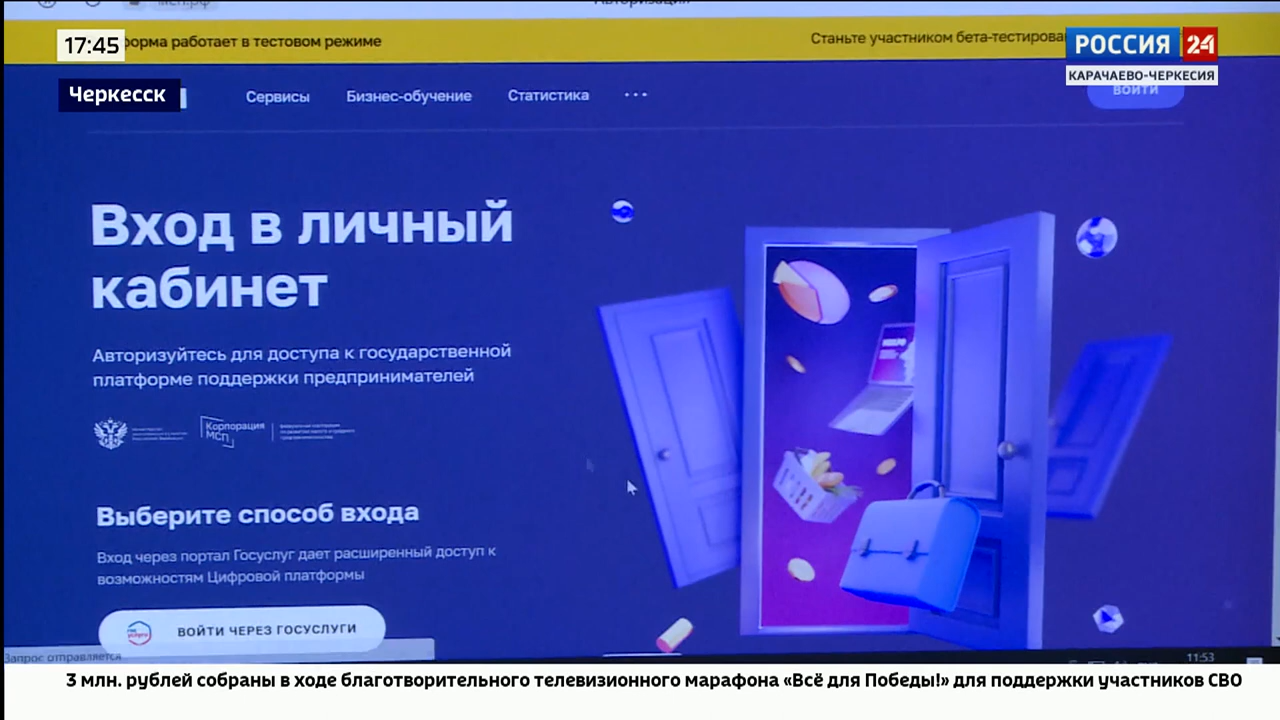 17:45
форма работает в тестовом режиме
Станьте участником бета-тестирова
РОССИЯ 24
КАРАЧАЕВО-ЧЕРКЕСИЯ
Черкесск
Сервисы
Бизнес-обучение
Статистика
ВОЙТИ
Вход в личный
кабинет
Авторизуйтесь для доступа к государственной
платформе поддержки предпринимателей
Корпорация
МСП
Выберите способ входа
Вход через портал Госуслуг дает расширенный доступ к
возможностям Цифровой платформы
ВОЙТИ ЧЕРЕЗ ГОСУСЛУГИ
Запрос отправляется
11:53
3 млн. рублей собраны в ходе благотворительного телевизионного марафона «Всё для Победы!» для поддержки участников СВО